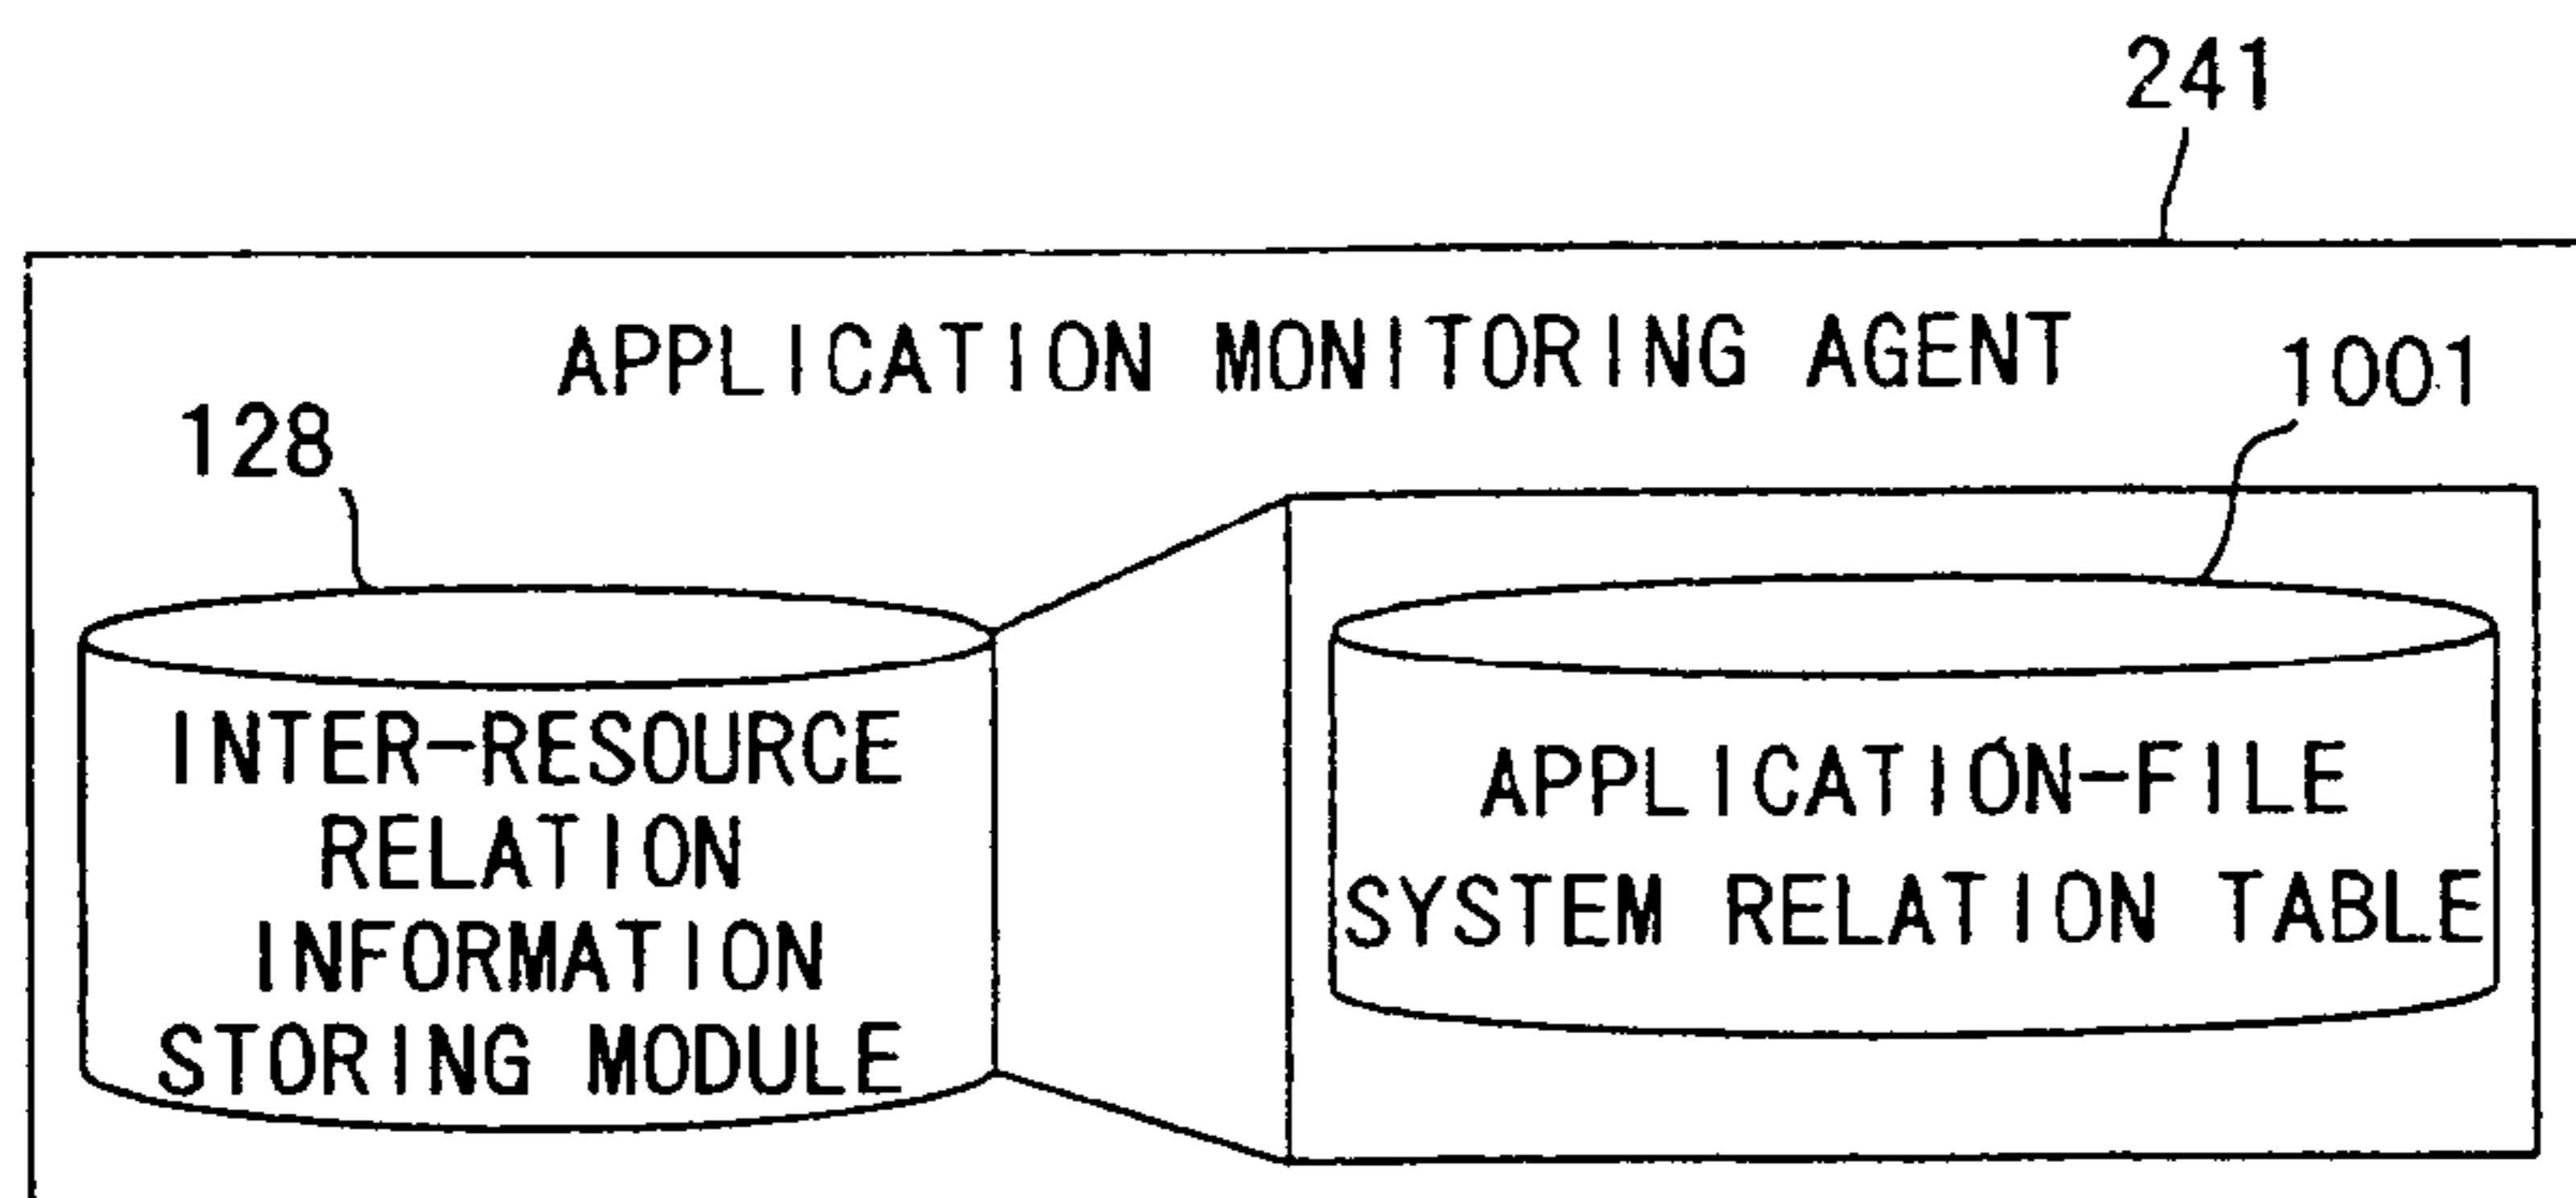 241
APPLICATION MONITORING AGENT
1001
128
INTER-RESOURCE
RELATION
INFORMATION
STORING MODULE
APPLICATION-FILE
SYSTEM RELATION TABLE